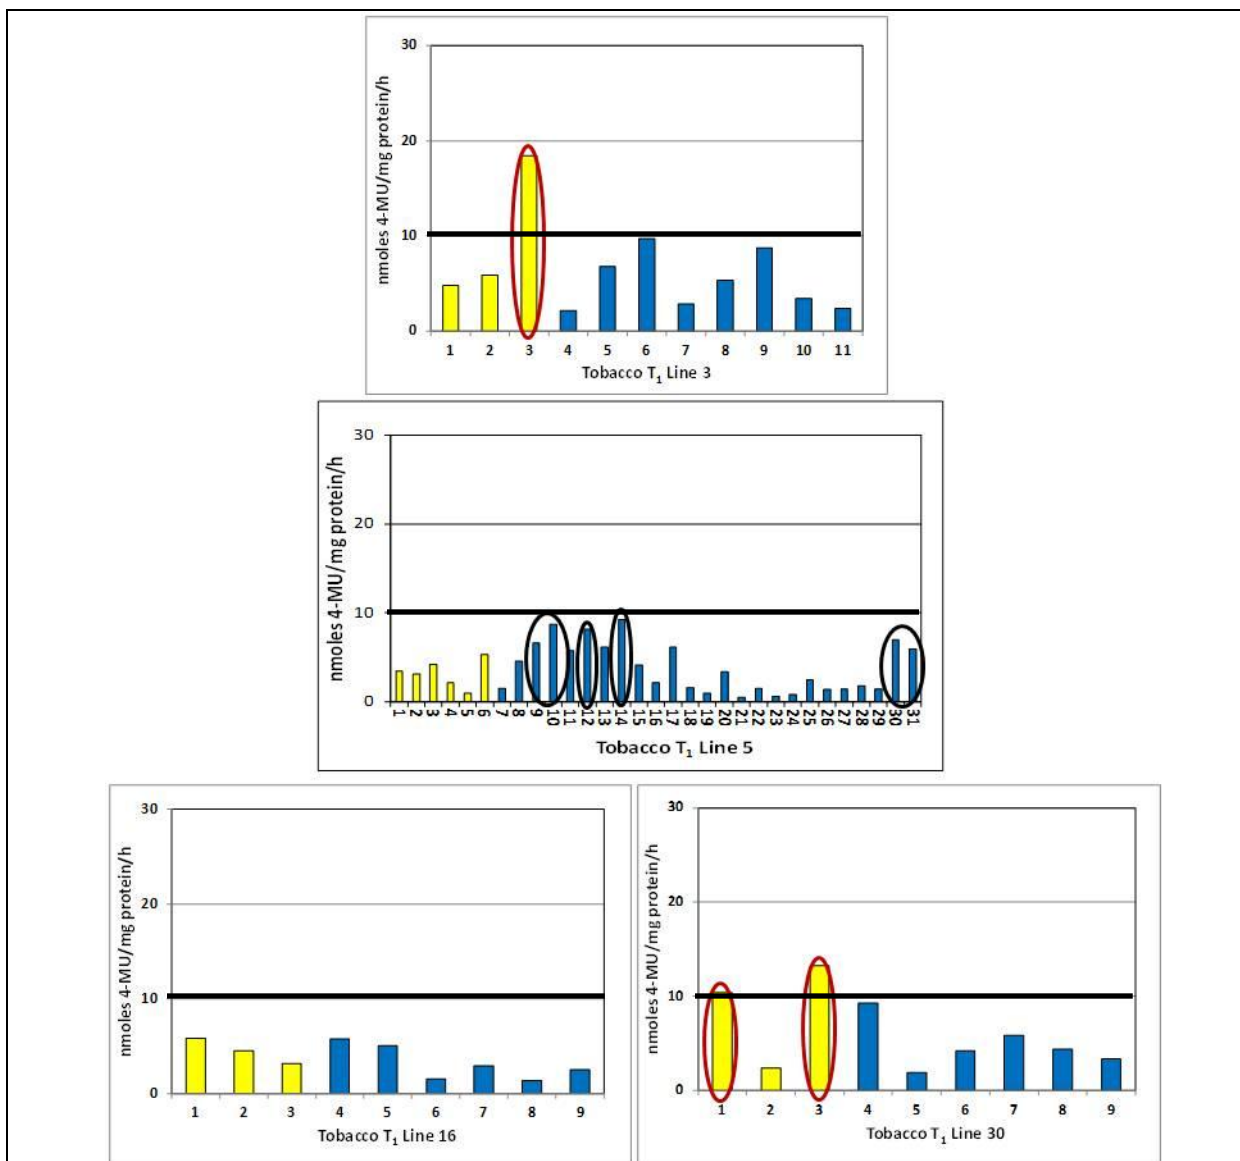 nmoles 4-MU/mg protein/h
30
20
10
0
1 2 3 4 5 6 7 8 9 10 11
Tobacco T1 Line 3
nmoles 4-MU/mg protein/h
30
20
10
0
1 2 3 4 5 6 7 8 9 10 11 12 13 14 15 16 17 18 19 20 21 22 23 24 25 26 27 28 29 30 31
Tobacco T1 Line 5
nmoles 4-MU/mg protein/h
30
20
10
0
1 2 3 4 5 6 7 8 9
Tobacco T1 Line 16
nmoles 4-MU/mg protein/h
30
20
10
0
1 2 3 4 5 6 7 8 9
Tobacco T1 Line 30